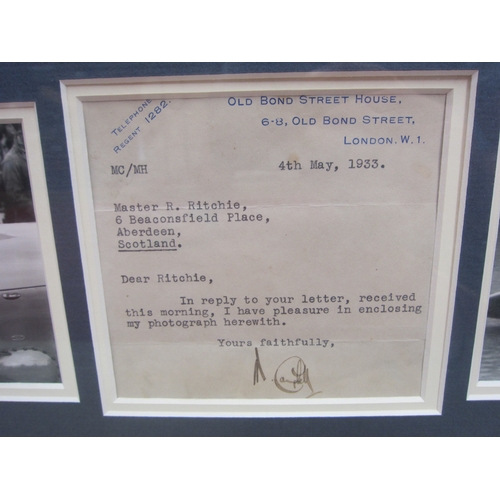 TELEPHONE
REGENT 1282.
OLD BOND STREET HOUSE,
6-8, OLD BOND STREET,
LONDON. W. 1.
MC/MH
4th May, 1933.
Master R. Ritchie,
6 Beaconsfield Place,
Aberdeen,
Scotland.
Dear Ritchie,
In reply to your letter, received
this morning, I have pleasure in enclosing
my photograph herewith.
Yours faithfully,